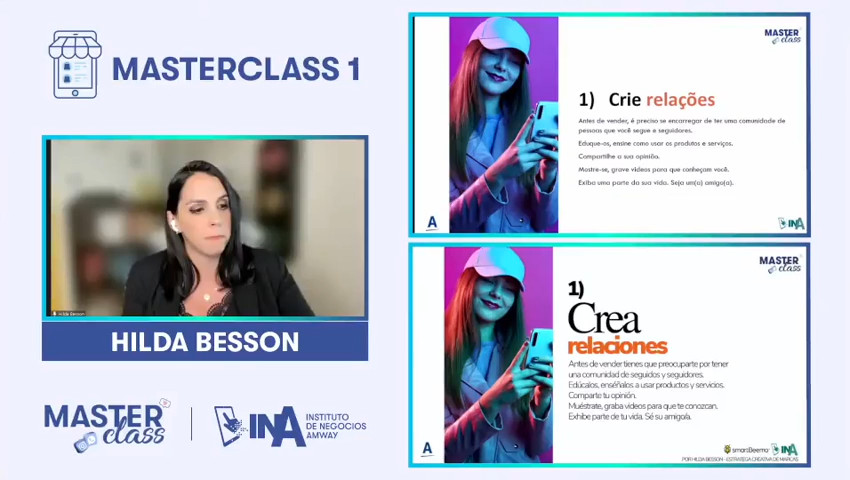 MASTERCLASS 1
Hilda Besson
HILDA BESSON
MASTER
class
INA
INSTITUTO
DE NEGOCIOS
AMWAY
MASTER
class
1) Crie relações
Antes de vender, é preciso se encarregar de ter uma comunidade de
pessoas que você segue e seguidores.
Eduque-os, ensine como usar os produtos e serviços.
Compartilhe a sua opinião.
Mostre-se, grave vídeos para que conheçam você.
Exiba uma parte da sua vida. Seja um(a) amigo(a).
A
INA
MASTER
class
1)
Crea
relaciones
Antes de vender tienes que preocuparte por tener
una comunidad de seguidos y seguidores.
Edúcalos, enséñalos a usar productos y servicios.
Comparte tu opinión.
Muéstrate, graba videos para que te conozcan.
Exhibe parte de tu vida. Sé su amigo/a.
A
smartBeemo
INA
POR HILDA BESSON - ESTRATEGA CREATIVA DE MARCAS